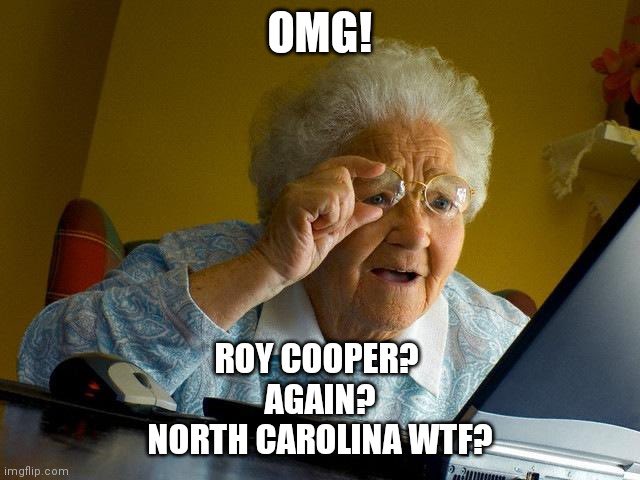 OMG!
ROY COOPER?
AGAIN?
NORTH CAROLINA WTF?
imgflip.com